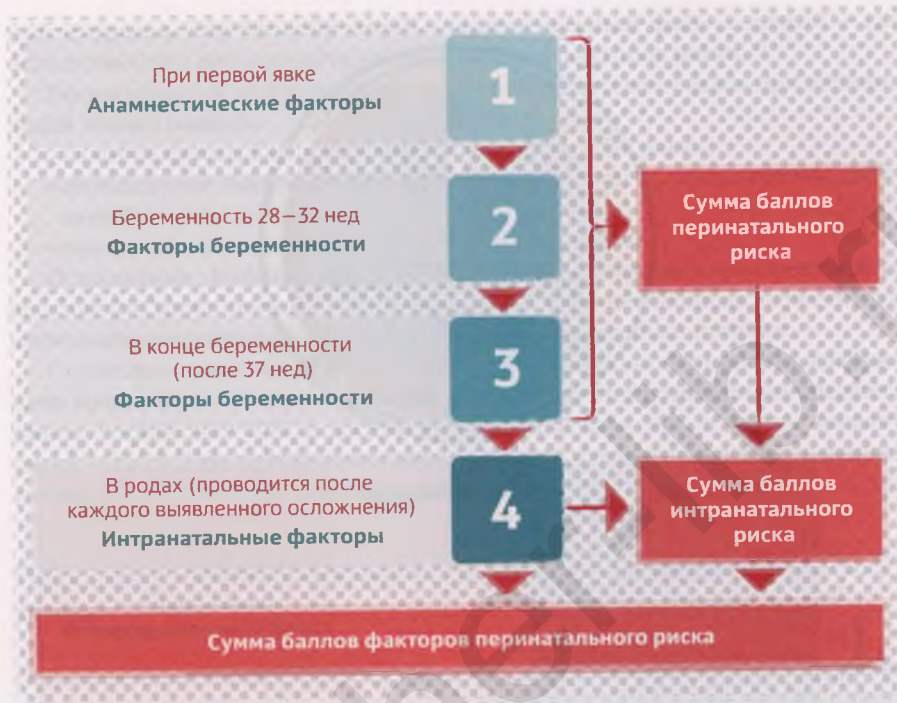 При первой явке
Анамнестические факторы
1
Беременность 28—32 нед
Факторы беременности
2
Сумма баллов
перинатального
риска
В конце беременности
(после 37 нед)
Факторы беременности
3
В родах (проводится после
каждого выявленного осложнения)
Интранатальные факторы
4
Сумма баллов
интранатального
риска
Сумма баллов факторов перинатального риска